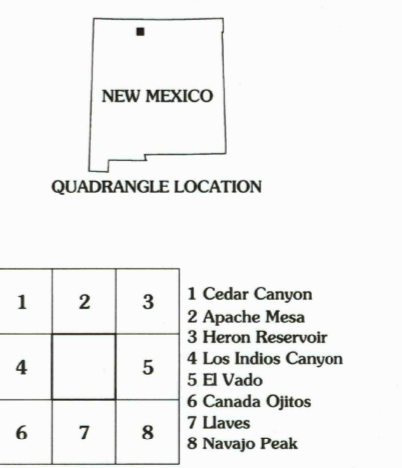 NEW MEXICO
QUADRANGLE LOCATION
1 2 3
4 5
6 7 8
1 Cedar Canyon
2 Apache Mesa
3 Heron Reservoir
4 Los Indios Canyon
5 El Vado
6 Canada Ojitos
7 Llaves
8 Navajo Peak